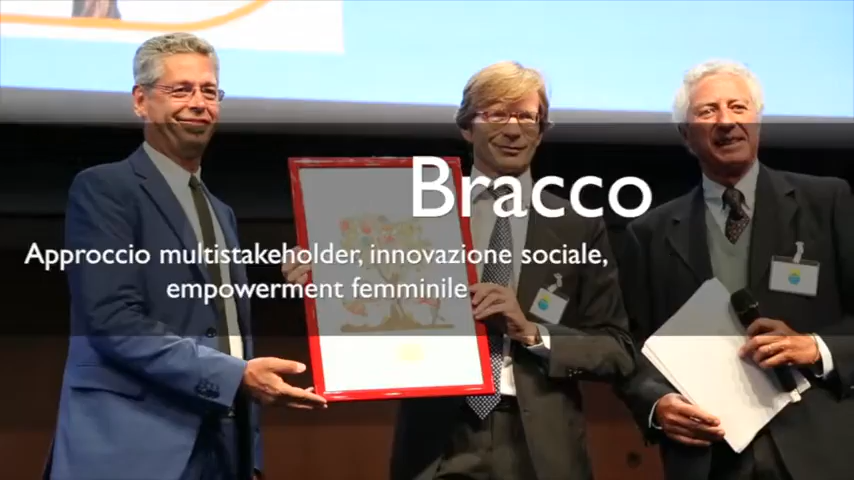 Bracco
Approccio multistakeholder, innovazione sociale,
empowerment femminile